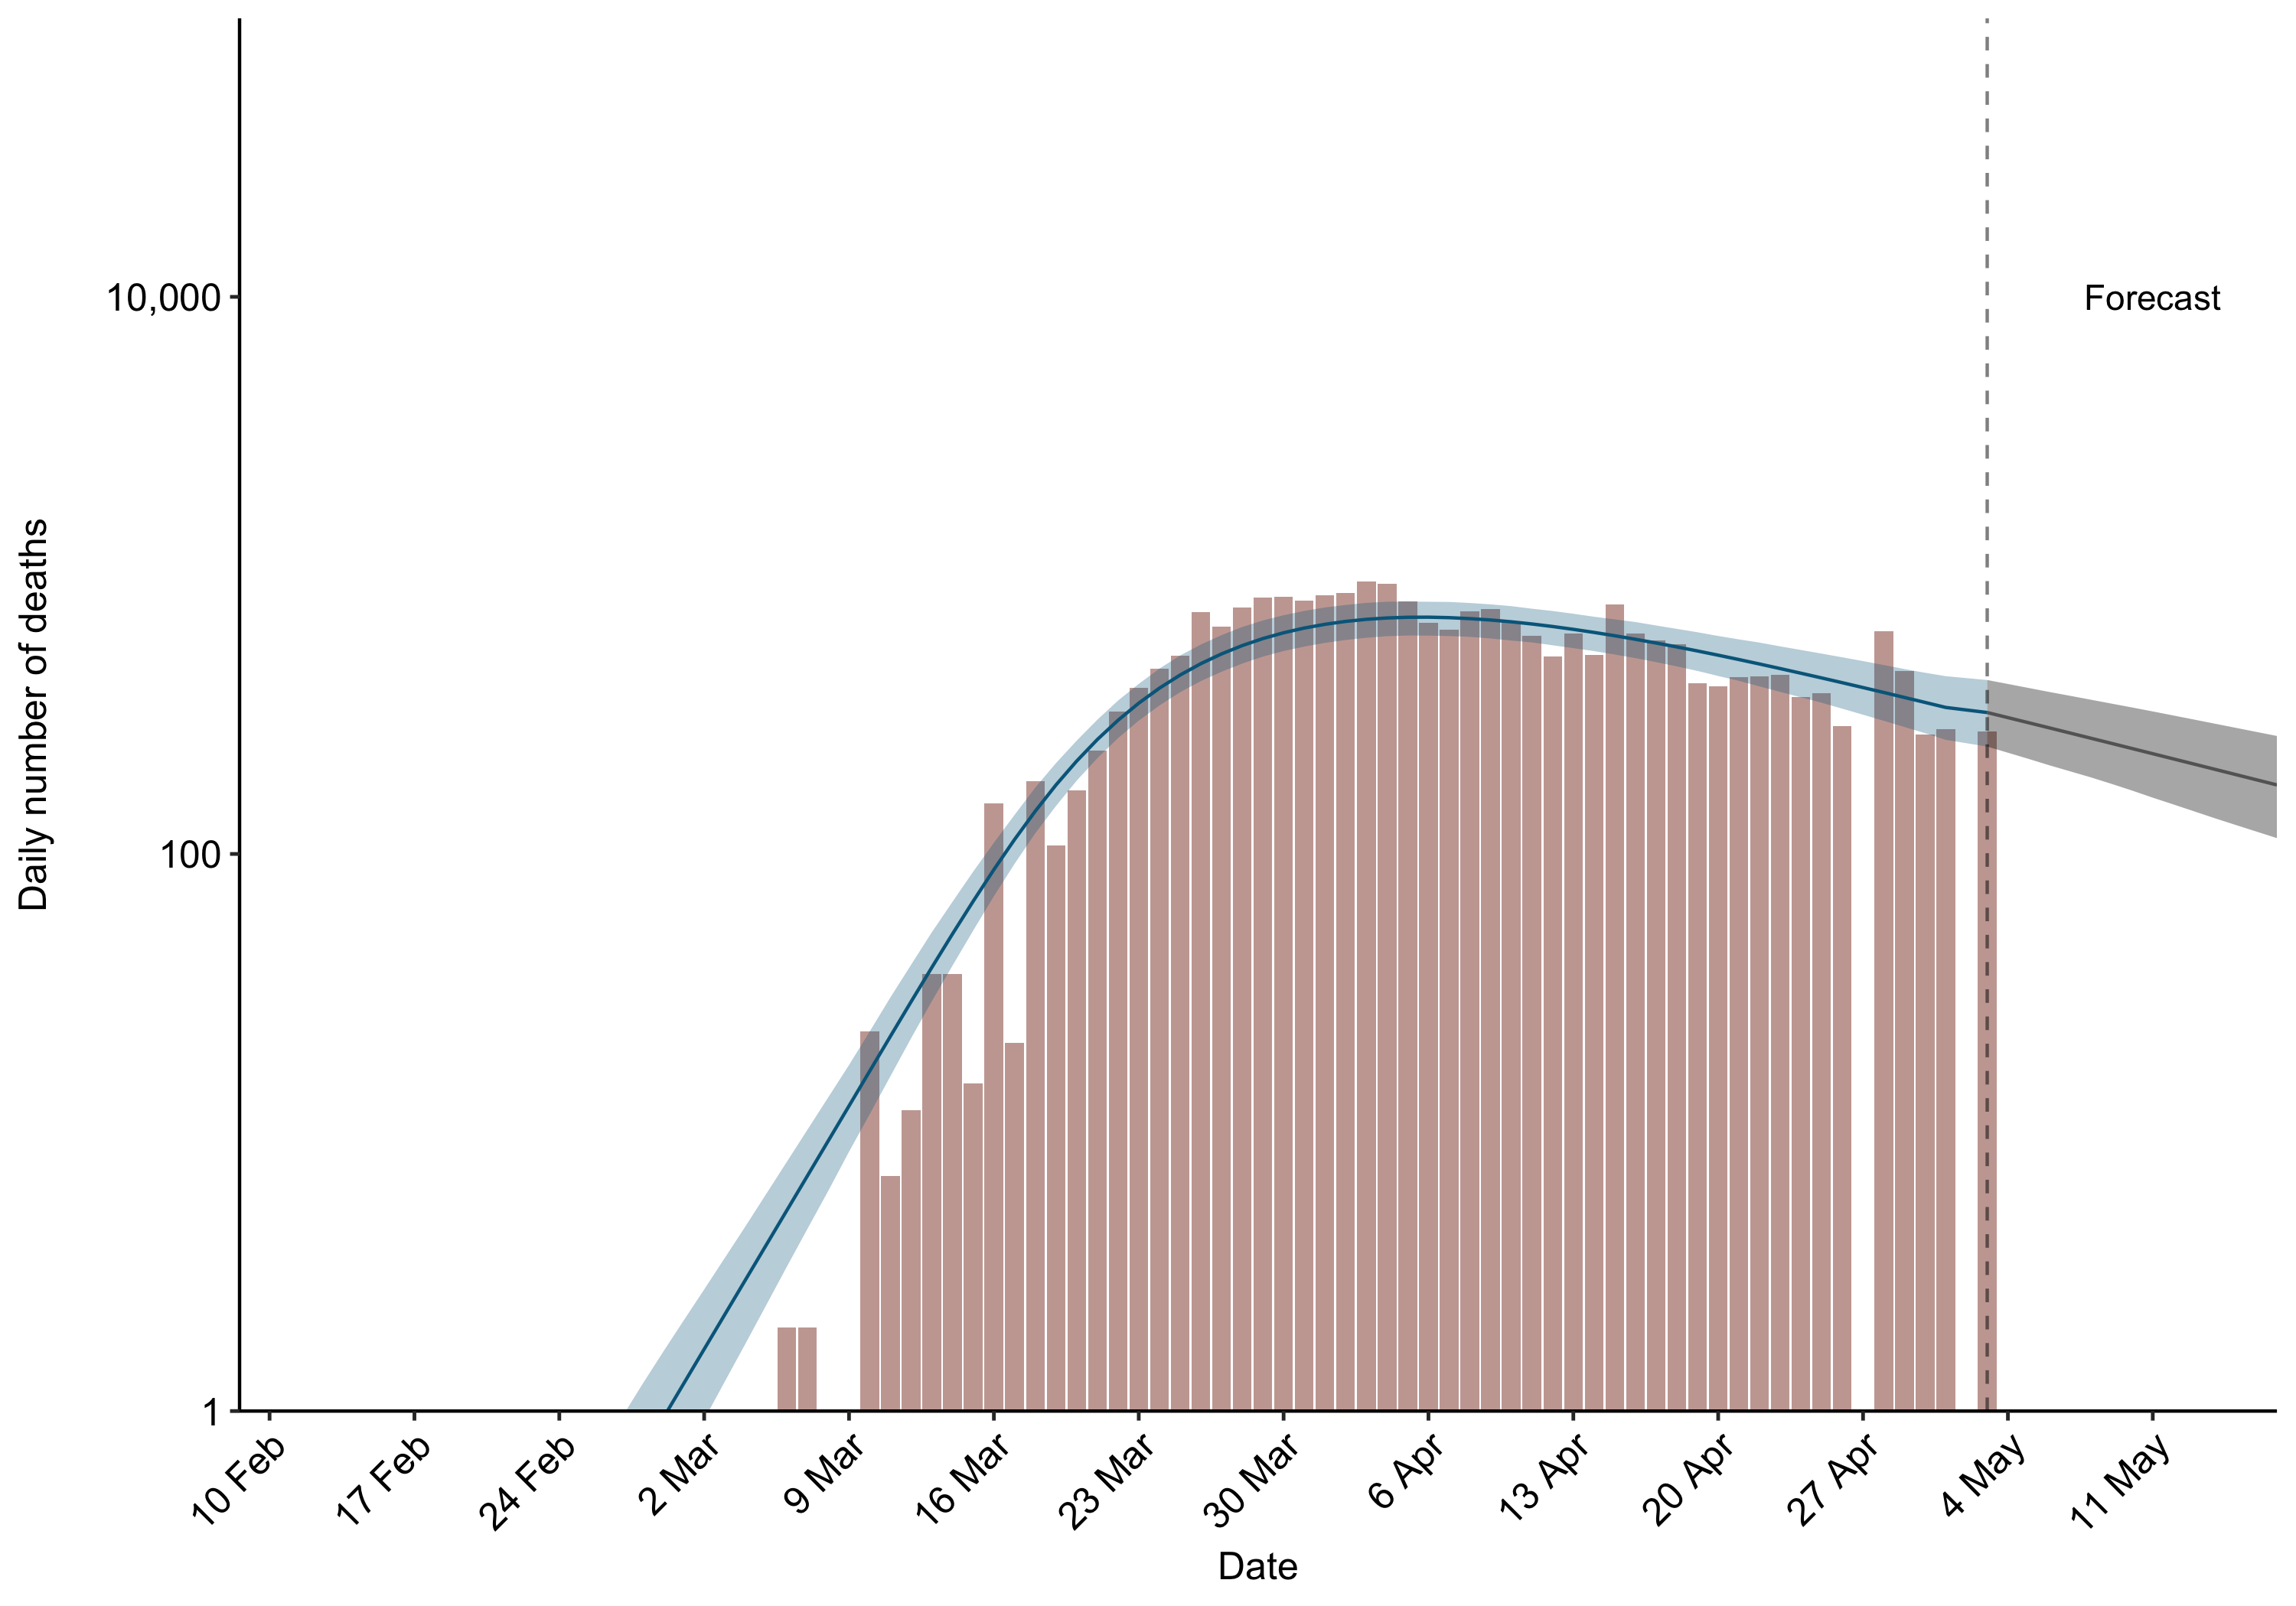 Daily number of deaths
10,000
100
1
Forecast
10 Feb
17 Feb
24 Feb
2 Mar
9 Mar
16 Mar
23 Mar
30 Mar
6 Apr
13 Apr
20 Apr
27 Apr
4 May
11 May
Date